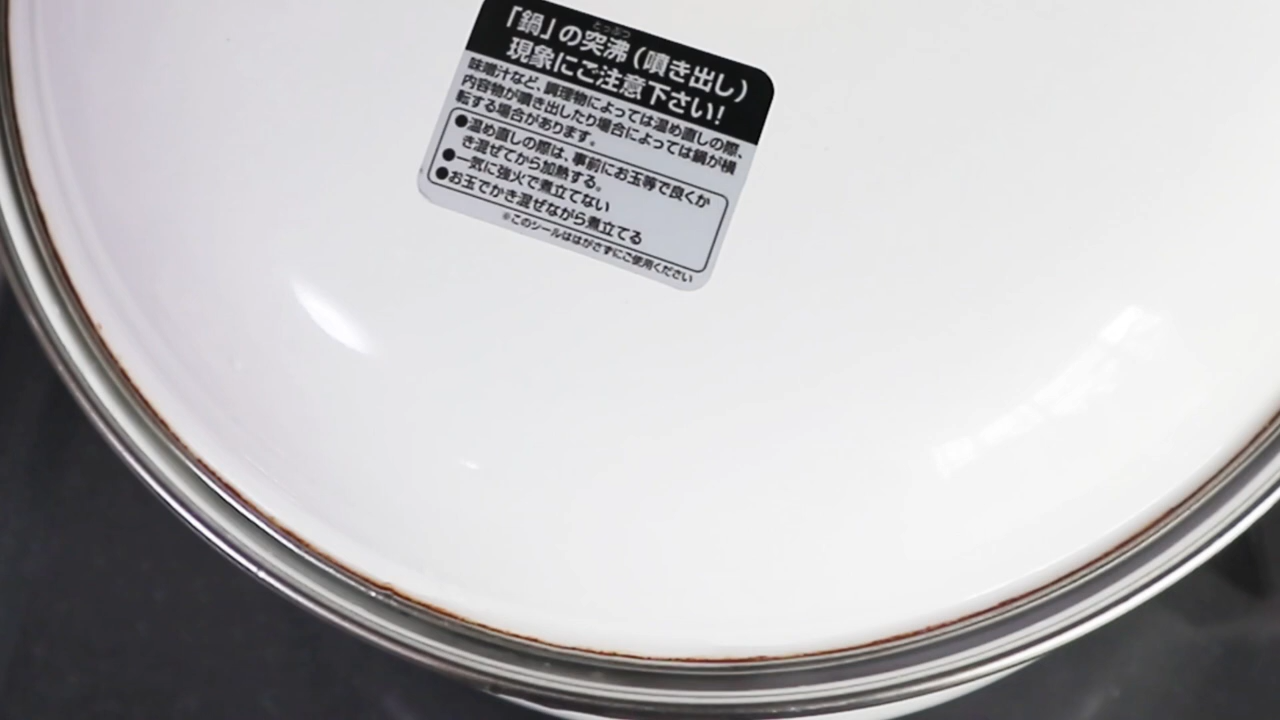 とっぷつ
「鍋」の突沸(噴き出し)
現象にご注意下さい!
味噌汁など、調理物によっては温め直しの際、
内容物が噴き出したり場合によっては鍋が横
転する場合があります。
●温め直しの際は、事前にお玉等で良くか
き混ぜてから加熱する。
●一気に強火で煮立てない
●お玉でかき混ぜながら煮立てる
※このシールははがさずにご使用ください